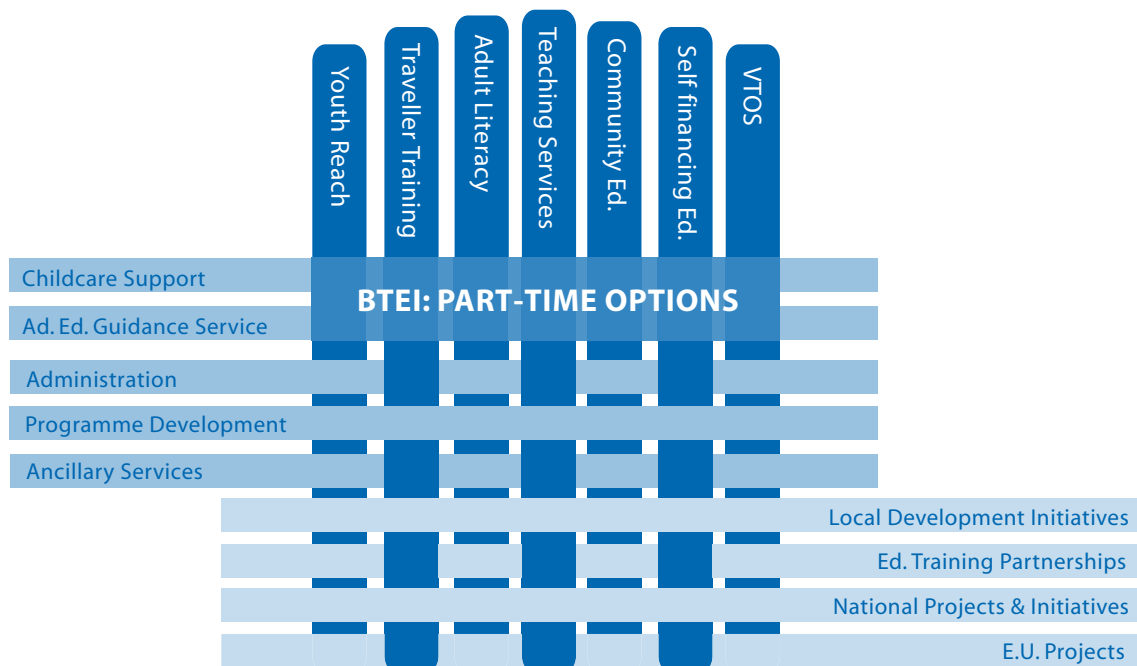 Youth Reach
Traveller Training
Adult Literacy
Teaching Services
Community Ed.
Self financing Ed.
VTOS
Childcare Support
BTEI: PART-TIME OPTIONS
Ad. Ed. Guidance Service
Administration
Programme Development
Ancillary Services
Local Development Initiatives
Ed. Training Partnerships
National Projects & Initiatives
E.U. Projects